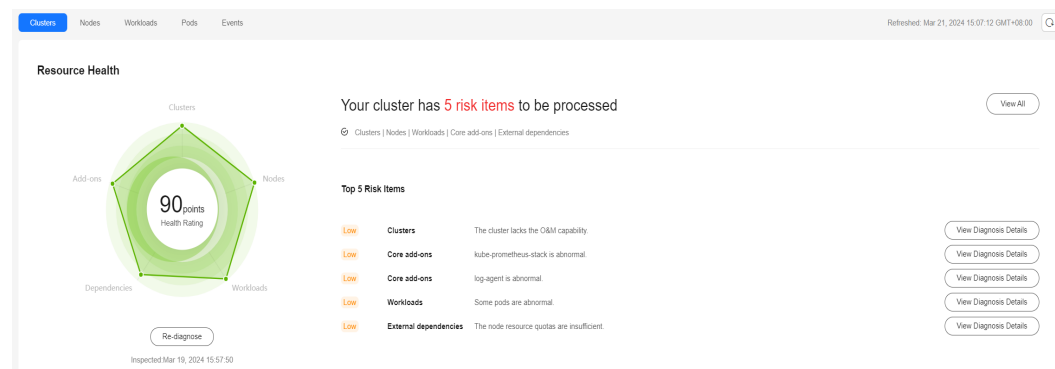 Clusters Nodes Workloads Pods Events Refreshed: Mar 21, 2024 15:07:12 GMT+08:00
Resource Health
Clusters
Nodes
Workloads
Dependencies
Add-ons
90 points
Health Rating
Re-diagnose
Inspected:Mar 19, 2024 15:57:50
Your cluster has 5 risk items to be processed
View All
Clusters | Nodes | Workloads | Core add-ons | External dependencies
Top 5 Risk Items
Low Clusters The cluster lacks the O&M capability. View Diagnosis Details
Low Core add-ons kube-prometheus-stack is abnormal. View Diagnosis Details
Low Core add-ons log-agent is abnormal. View Diagnosis Details
Low Workloads Some pods are abnormal. View Diagnosis Details
Low External dependencies The node resource quotas are insufficient. View Diagnosis Details